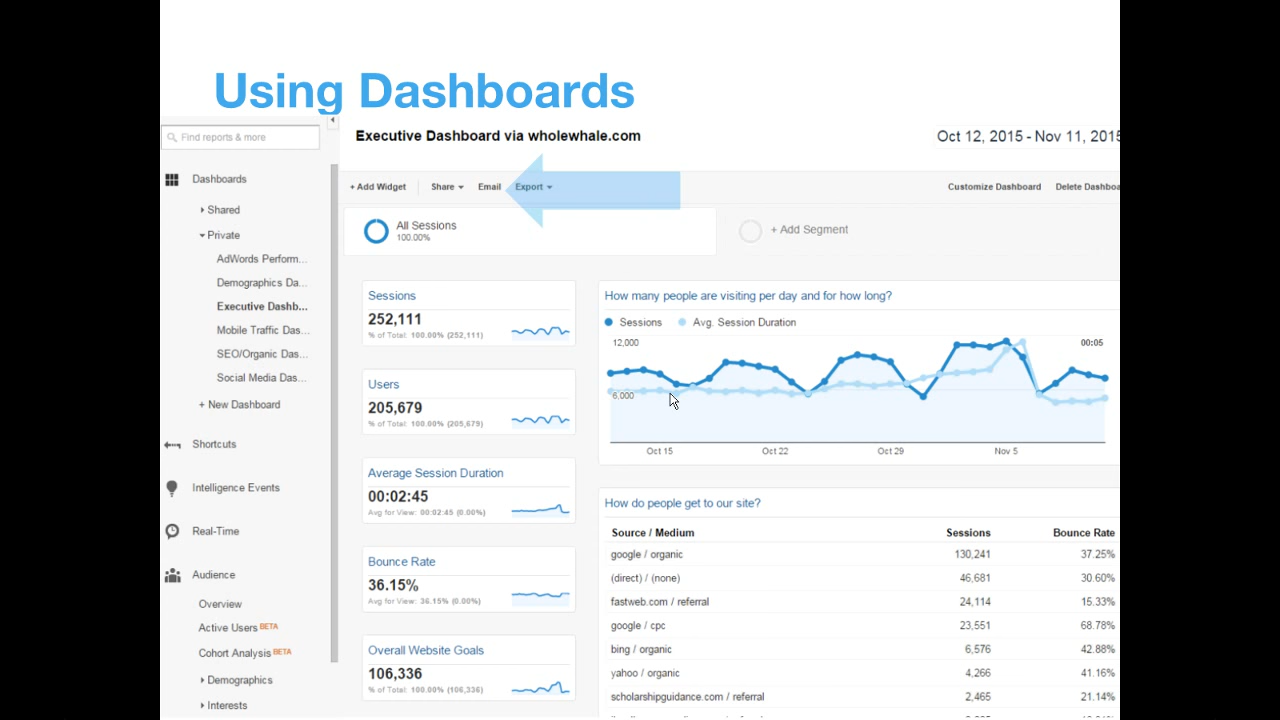 Using Dashboards
Find reports & more
Executive Dashboard via wholewhale.com
Oct 12, 2015 - Nov 11, 2015
Dashboards
Shared
Private
AdWords Perform...
Demographics Da...
Executive Dashb...
Mobile Traffic Das...
SEO/Organic Das...
Social Media Das...
+ New Dashboard
Shortcuts
Intelligence Events
Real-Time
Audience
Overview
Active Users BETA
Cohort Analysis BETA
Demographics
Interests
+ Add Widget Share Email Export Customize Dashboard Delete Dashboa
All Sessions
100.00%
+ Add Segment
Sessions
252,111
% of Total: 100.00% (252,111)
Users
205,679
% of Total: 100.00% (205,679)
Average Session Duration
00:02:45
Avg for View: 00:02:45 (0.00%)
Bounce Rate
36.15%
Avg for View: 36.15% (0.00%)
Overall Website Goals
106,336
% of Total: 100.00% (106,336)
How many people are visiting per day and for how long?
Sessions Avg. Session Duration
12,000 00:05
6,000
Oct 15 Oct 22 Oct 29 Nov 5
How do people get to our site?
Source / Medium Sessions Bounce Rate
google / organic 130,241 37.25%
(direct) / (none) 46,681 30.60%
fastweb.com / referral 24,114 15.33%
google / cpc 23,551 68.78%
bing / organic 6,576 42.88%
yahoo / organic 4,266 41.16%
scholarshipguidance.com / referral 2,465 21.14%